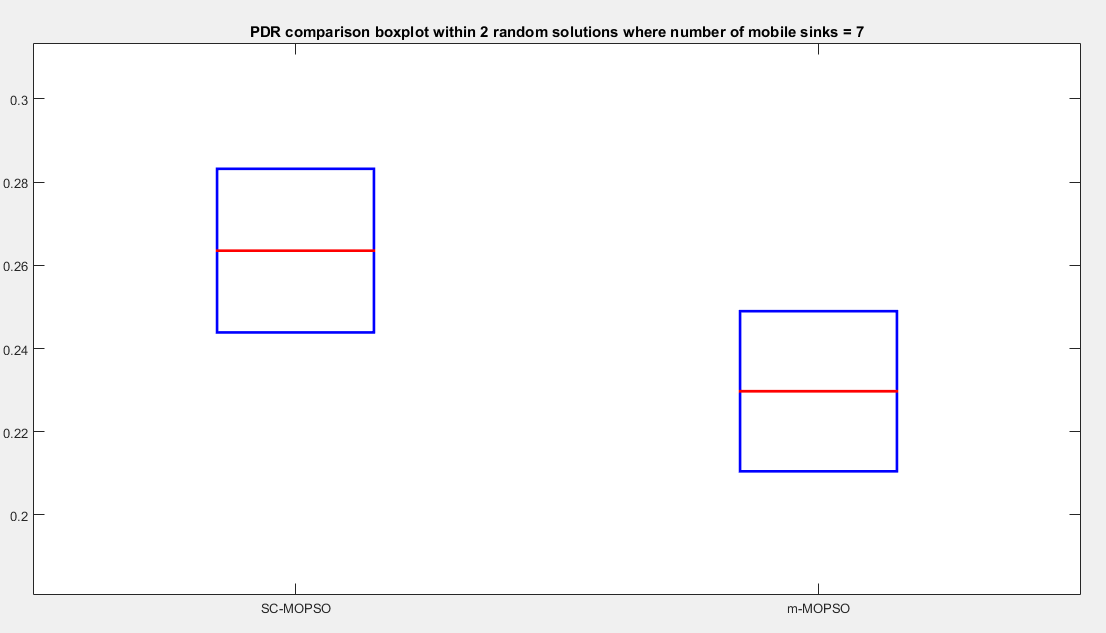 PDR comparison boxplot within 2 random solutions where number of mobile sinks = 7
0.3
0.28
0.26
0.24
0.22
0.2
SC-MOPSO
m-MOPSO